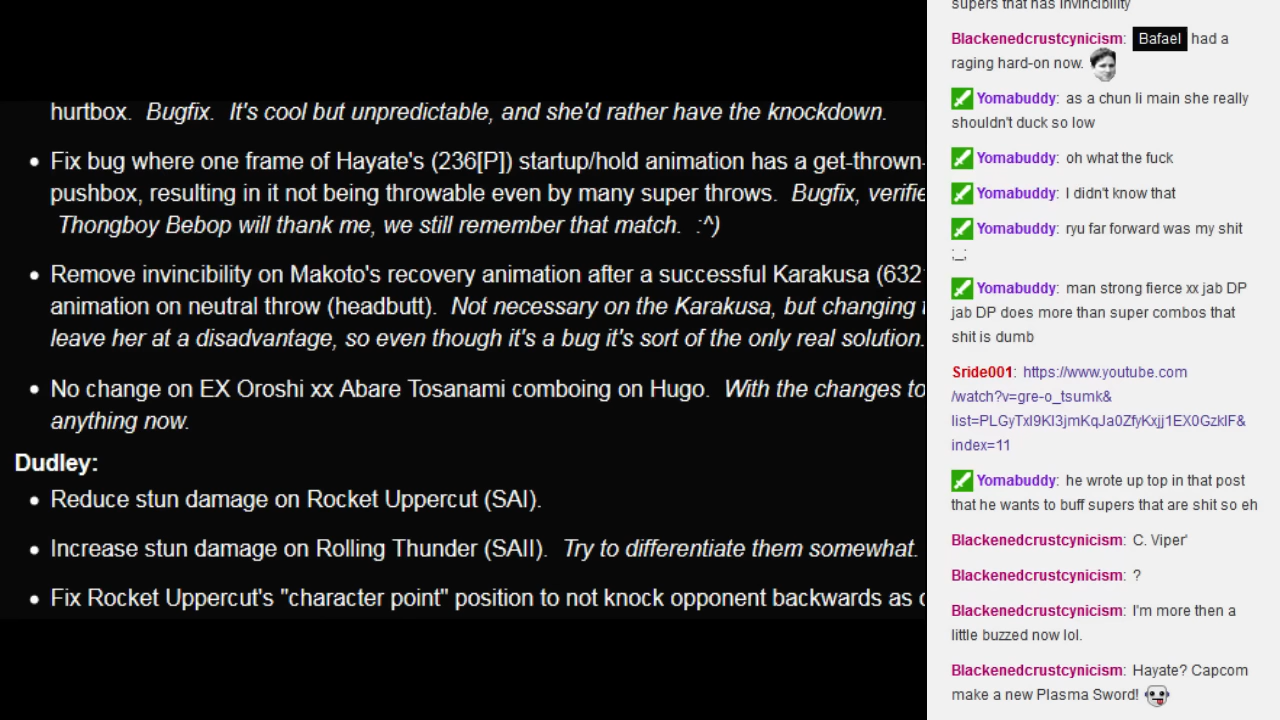 hurtbox.  Bugfix.  It's cool but unpredictable, and she'd rather have the knockdown.
Fix bug where one frame of Hayate's (236[P]) startup/hold animation has a get-thrown-
pushbox, resulting in it not being throwable even by many super throws.  Bugfix, verifie
Thongboy Bebop will thank me, we still remember that match.  :^)
Remove invincibility on Makoto's recovery animation after a successful Karakusa (632
animation on neutral throw (headbutt).  Not necessary on the Karakusa, but changing
leave her at a disadvantage, so even though it's a bug it's sort of the only real solution.
No change on EX Oroshi xx Abare Tosanami comboing on Hugo.  With the changes to
anything now.
Dudley:
Reduce stun damage on Rocket Uppercut (SAI).
Increase stun damage on Rolling Thunder (SAII).  Try to differentiate them somewhat.
Fix Rocket Uppercut's "character point" position to not knock opponent backwards as
supers that has invincibility
Blackenedcrustcynicism: Bafael had a
raging hard-on now.
Yomabuddy: as a chun li main she really
shouldn't duck so low
Yomabuddy: oh what the fuck
Yomabuddy: I didn't know that
Yomabuddy: ryu far forward was my shit
;_;
Yomabuddy: man strong fierce xx jab DP
jab DP does more than super combos that
shit is dumb
Sride001: https://www.youtube.com
/watch?v=gre-o_tsumk&
list=PLGyTxI9KI3jmKqJa0ZfyKxjj1EX0GzkIF&
index=11
Yomabuddy: he wrote up top in that post
that he wants to buff supers that are shit so eh
Blackenedcrustcynicism: C. Viper'
Blackenedcrustcynicism: ?
Blackenedcrustcynicism: I'm more then a
little buzzed now lol.
Blackenedcrustcynicism: Hayate? Capcom
make a new Plasma Sword!